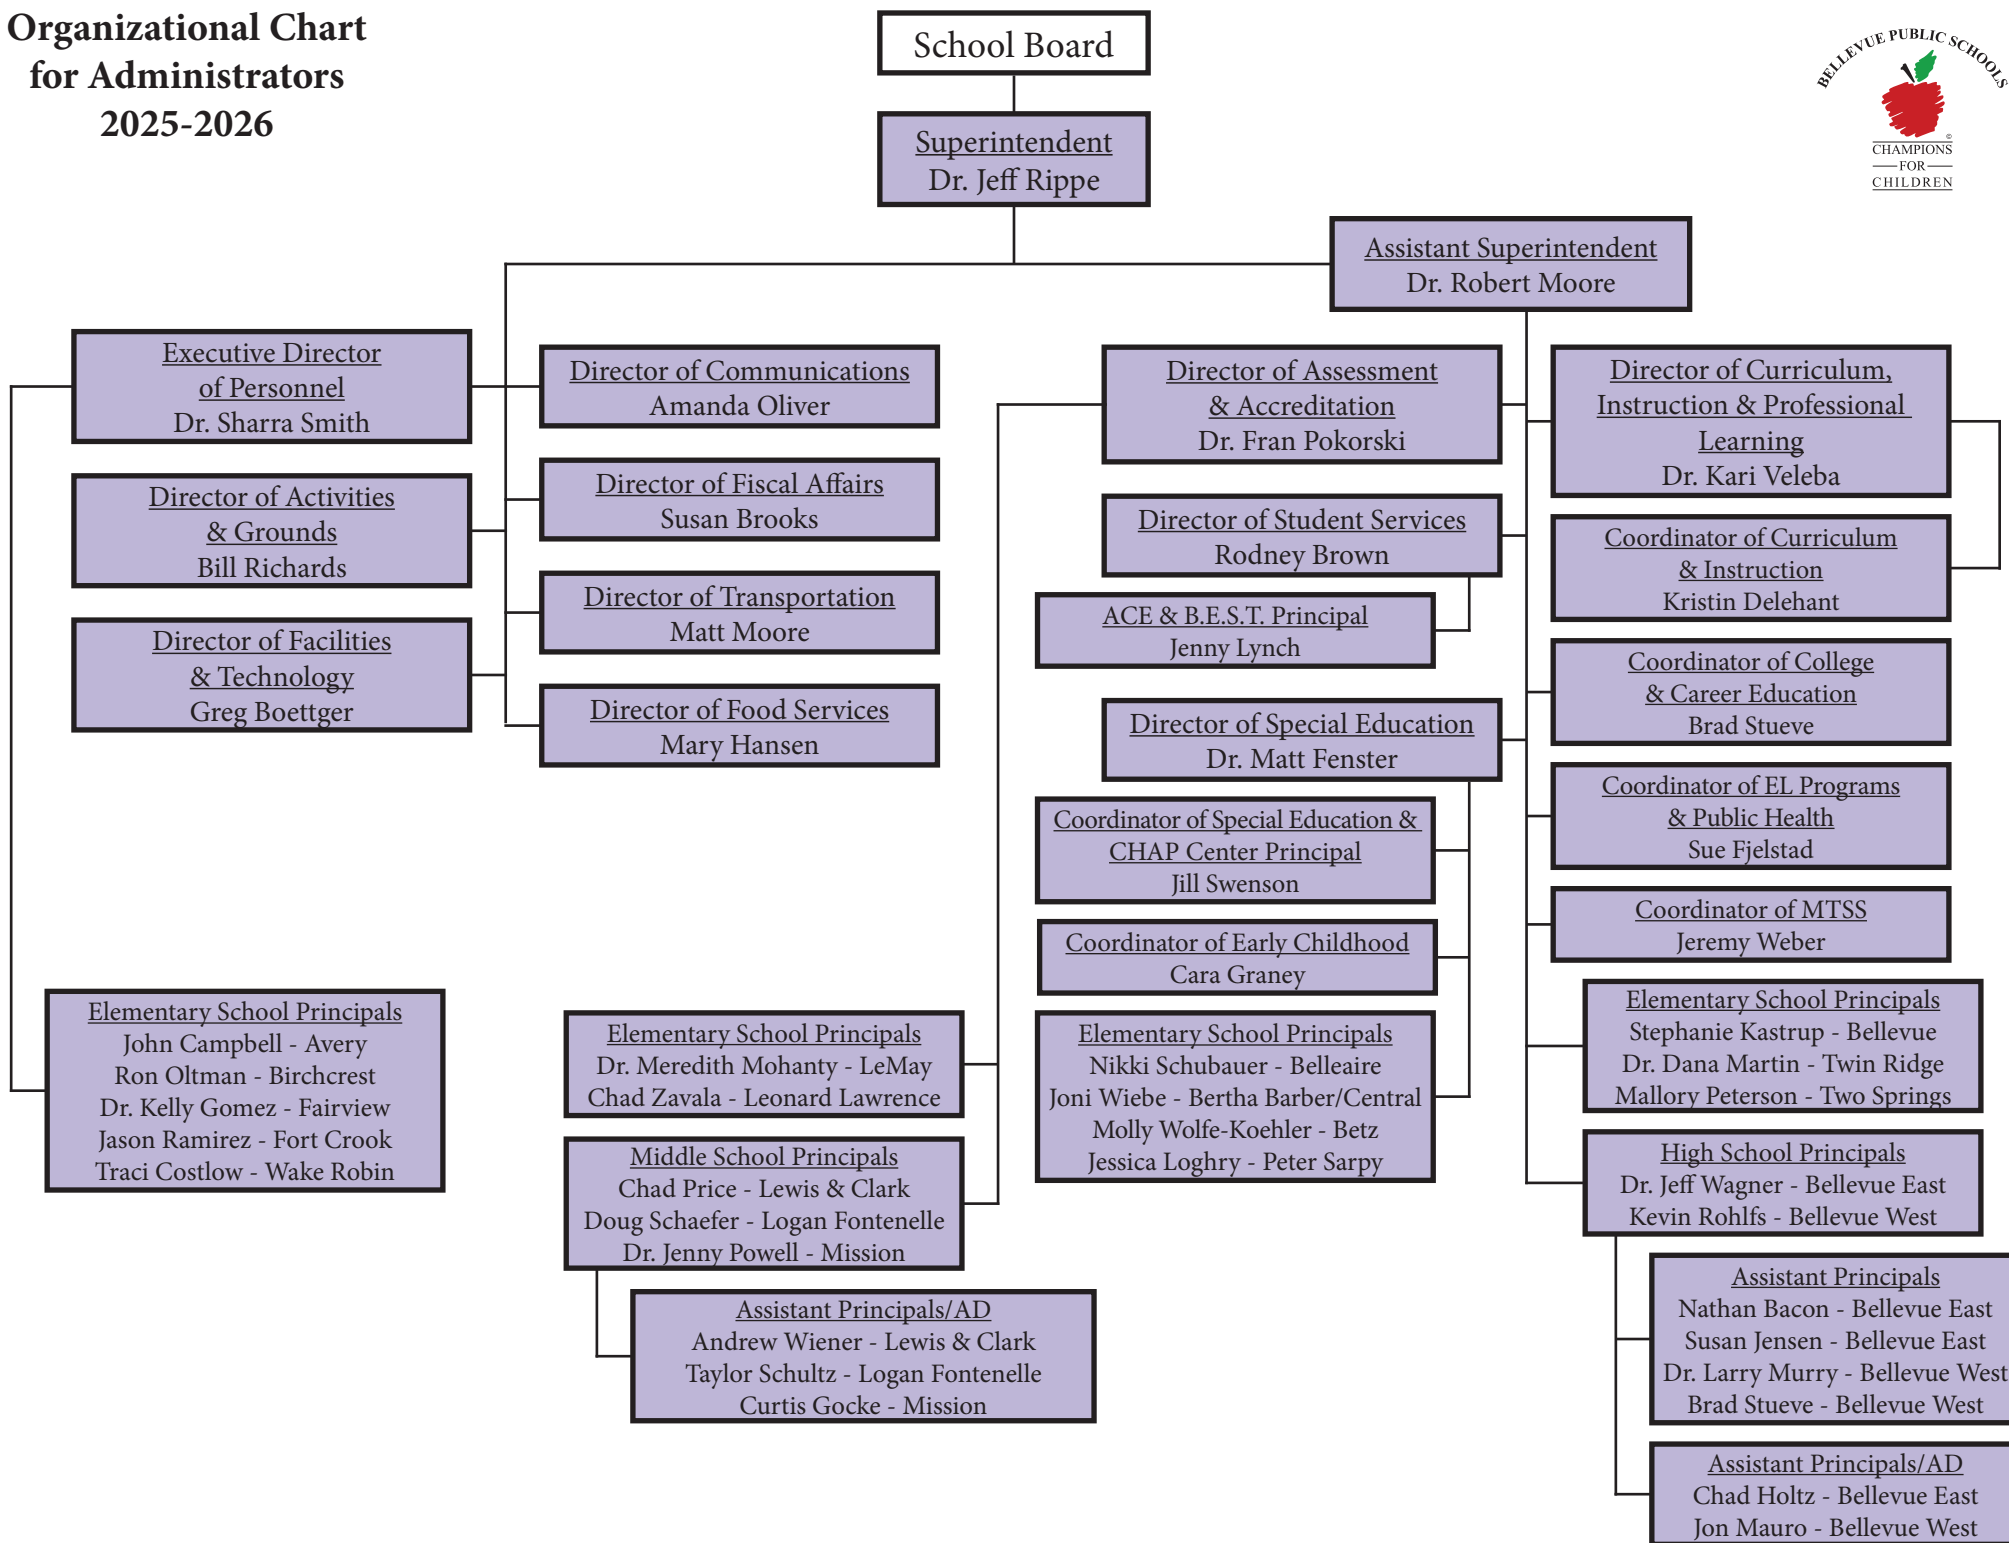 Organizational Chart
for Administrators
2025-2026
School Board
BELLEVUE PUBLIC SCHOOLS
©
CHAMPIONS
FOR
CHILDREN
Superintendent
Dr. Jeff Rippe
Assistant Superintendent
Dr. Robert Moore
Executive Director
of Personnel
Dr. Sharra Smith
Director of Activities
& Grounds
Bill Richards
Director of Facilities
& Technology
Greg Boettger
Director of Communications
Amanda Oliver
Director of Fiscal Affairs
Susan Brooks
Director of Transportation
Matt Moore
Director of Food Services
Mary Hansen
Director of Assessment
& Accreditation
Dr. Fran Pokorski
Director of Student Services
Rodney Brown
ACE & B.E.S.T. Principal
Jenny Lynch
Director of Special Education
Dr. Matt Fenster
Coordinator of Special Education &
CHAP Center Principal
Jill Swenson
Coordinator of Early Childhood
Cara Graney
Elementary School Principals
Nikki Schubauer - Belleaire
Joni Wiebe - Bertha Barber/Central
Molly Wolfe-Koehler - Betz
Jessica Loghry - Peter Sarpy
Director of Curriculum,
Instruction & Professional
Learning
Dr. Kari Veleba
Coordinator of Curriculum
& Instruction
Kristin Delehant
Coordinator of College
& Career Education
Brad Stueve
Coordinator of EL Programs
& Public Health
Sue Fjelstad
Coordinator of MTSS
Jeremy Weber
Elementary School Principals
Stephanie Kastrup - Bellevue
Dr. Dana Martin - Twin Ridge
Mallory Peterson - Two Springs
High School Principals
Dr. Jeff Wagner - Bellevue East
Kevin Rohlfs - Bellevue West
Assistant Principals
Nathan Bacon - Bellevue East
Susan Jensen - Bellevue East
Dr. Larry Murry - Bellevue West
Brad Stueve - Bellevue West
Assistant Principals/AD
Chad Holtz - Bellevue East
Jon Mauro - Bellevue West
Elementary School Principals
John Campbell - Avery
Ron Oltman - Birchcrest
Dr. Kelly Gomez - Fairview
Jason Ramirez - Fort Crook
Traci Costlow - Wake Robin
Elementary School Principals
Dr. Meredith Mohanty - LeMay
Chad Zavala - Leonard Lawrence
Middle School Principals
Chad Price - Lewis & Clark
Doug Schaefer - Logan Fontenelle
Dr. Jenny Powell - Mission
Assistant Principals/AD
Andrew Wiener - Lewis & Clark
Taylor Schultz - Logan Fontenelle
Curtis Gocke - Mission